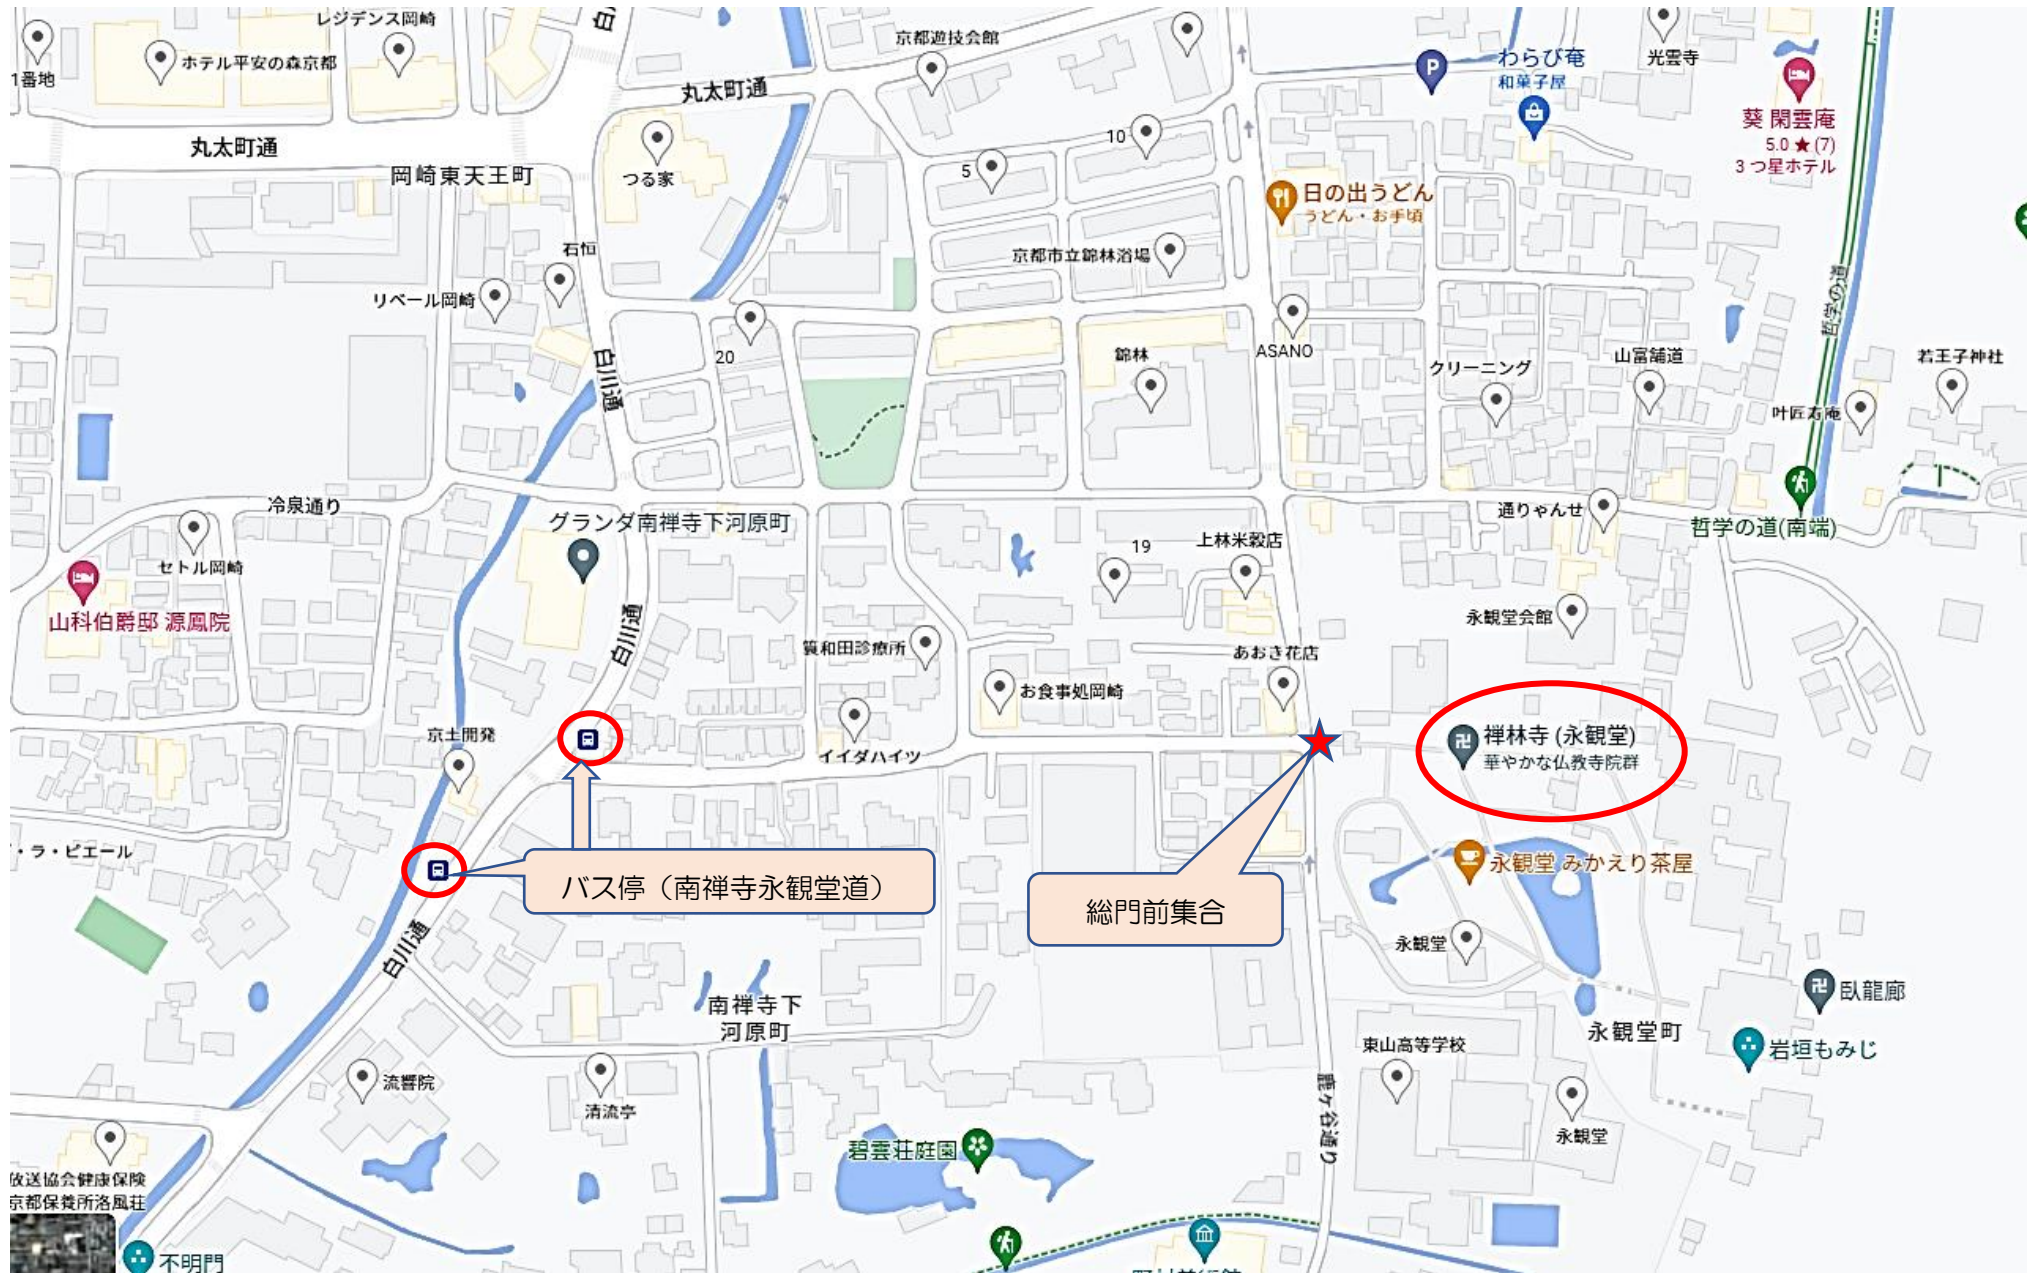 レジデンス岡崎
白
京都遊技会館
わらび庵
和菓子屋
光雲寺
1番地
ホテル平安の森京都
丸太町通
P
葵 閑雲庵
5.0 ★ (7)
3 つ星ホテル
丸太町通
岡崎東天王町
つる家
5
10
日の出うどん
うどん・お手頃
石恒
リベール岡崎
京都市立錦林浴場
哲学の道
白川通
20
錦林
ASANO
クリーニング
山富舗道
若王子神社
叶匠寿庵
冷泉通り
グランダ南禅寺下河原町
通りゃんせ
哲学の道(南端)
セトル岡崎
19
上林米穀店
山科伯爵邸 源鳳院
白川通
永観堂会館
簑和田診療所
あおき花店
お食事処岡崎
京土開発
イイダハイツ
禅林寺 (永観堂)
華やかな仏教寺院群
・ラ・ピエール
バス停（南禅寺永観堂道）
総門前集合
永観堂 みかえり茶屋
白川通
永観堂
南禅寺下
河原町
臥龍廊
永観堂町
岩垣もみじ
東山高等学校
流響院
清流亭
鹿ヶ谷通り
永観堂
碧雲荘庭園
放送協会健康保険
京都保養所洛風荘
不明門